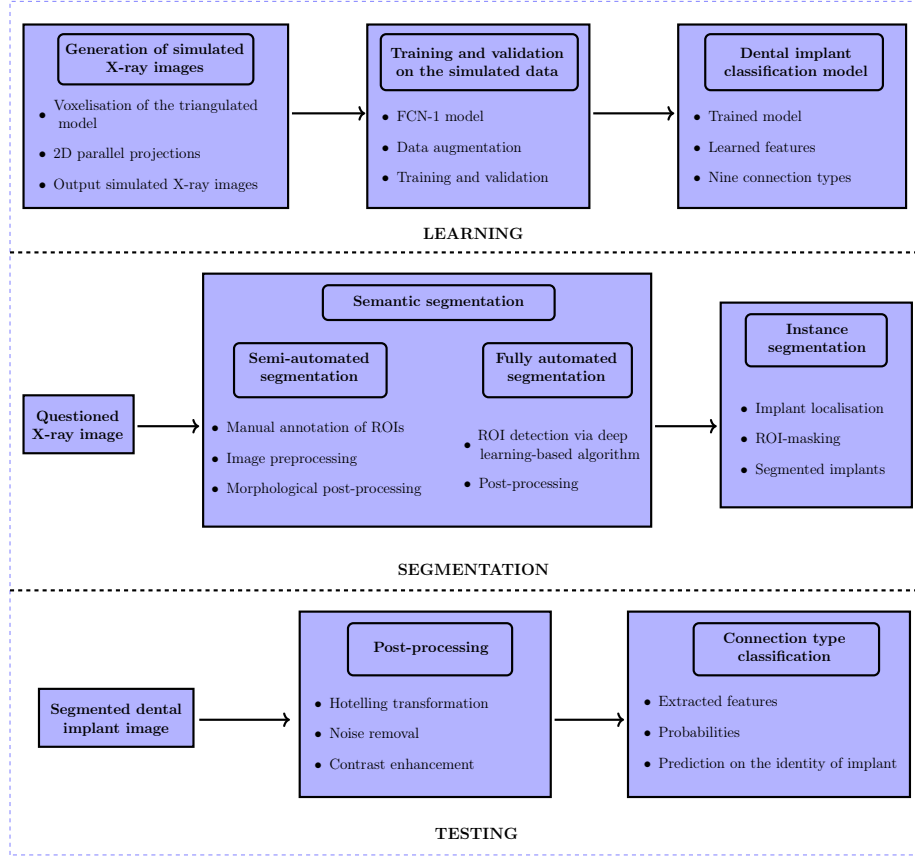 Generation of simulated
X-ray images
• Voxelisation of the triangulated
model
• 2D parallel projections
• Output simulated X-ray images
Training and validation
on the simulated data
• FCN-1 model
• Data augmentation
• Training and validation
Dental implant
classification model
• Trained model
• Learned features
• Nine connection types
LEARNING
Questioned
X-ray image
Semantic segmentation
Semi-automated
segmentation
• Manual annotation of ROIs
• Image preprocessing
• Morphological post-processing
Fully automated
segmentation
• ROI detection via deep
learning-based algorithm
• Post-processing
Instance
segmentation
• Implant localisation
• ROI-masking
• Segmented implants
SEGMENTATION
Segmented dental
implant image
Post-processing
• Hotelling transformation
• Noise removal
• Contrast enhancement
Connection type
classification
• Extracted features
• Probabilities
• Prediction on the identity of implant
TESTING